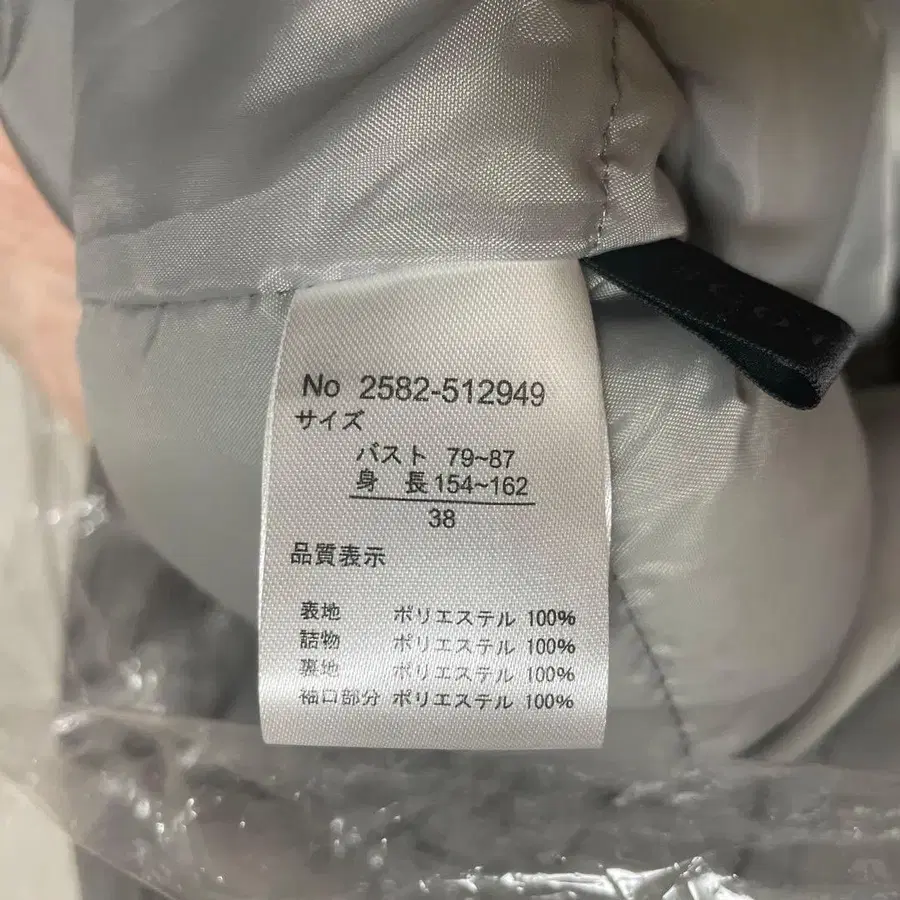 No 2582-512949
サイズ
バスト 79~87
身 長 154~162
38
品質表示
表地 ポリエステル 100%
詰物 ポリエステル 100%
裏地 ポリエステル 100%
袖口部分 ポリエステル 100%